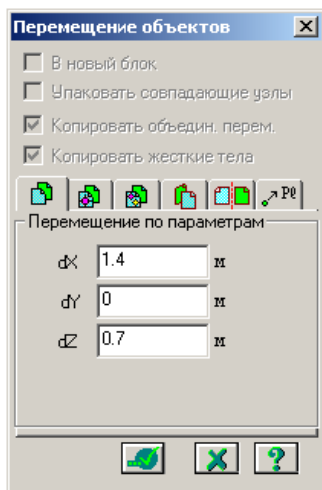 Перемещение объектов
В новый блок
Упаковать совпадающие узлы
Копировать объедин. перем.
Копировать жесткие тела
Pℓ
Перемещение по параметрам
dX 1.4 м
dY 0 м
dZ 0.7 м
?